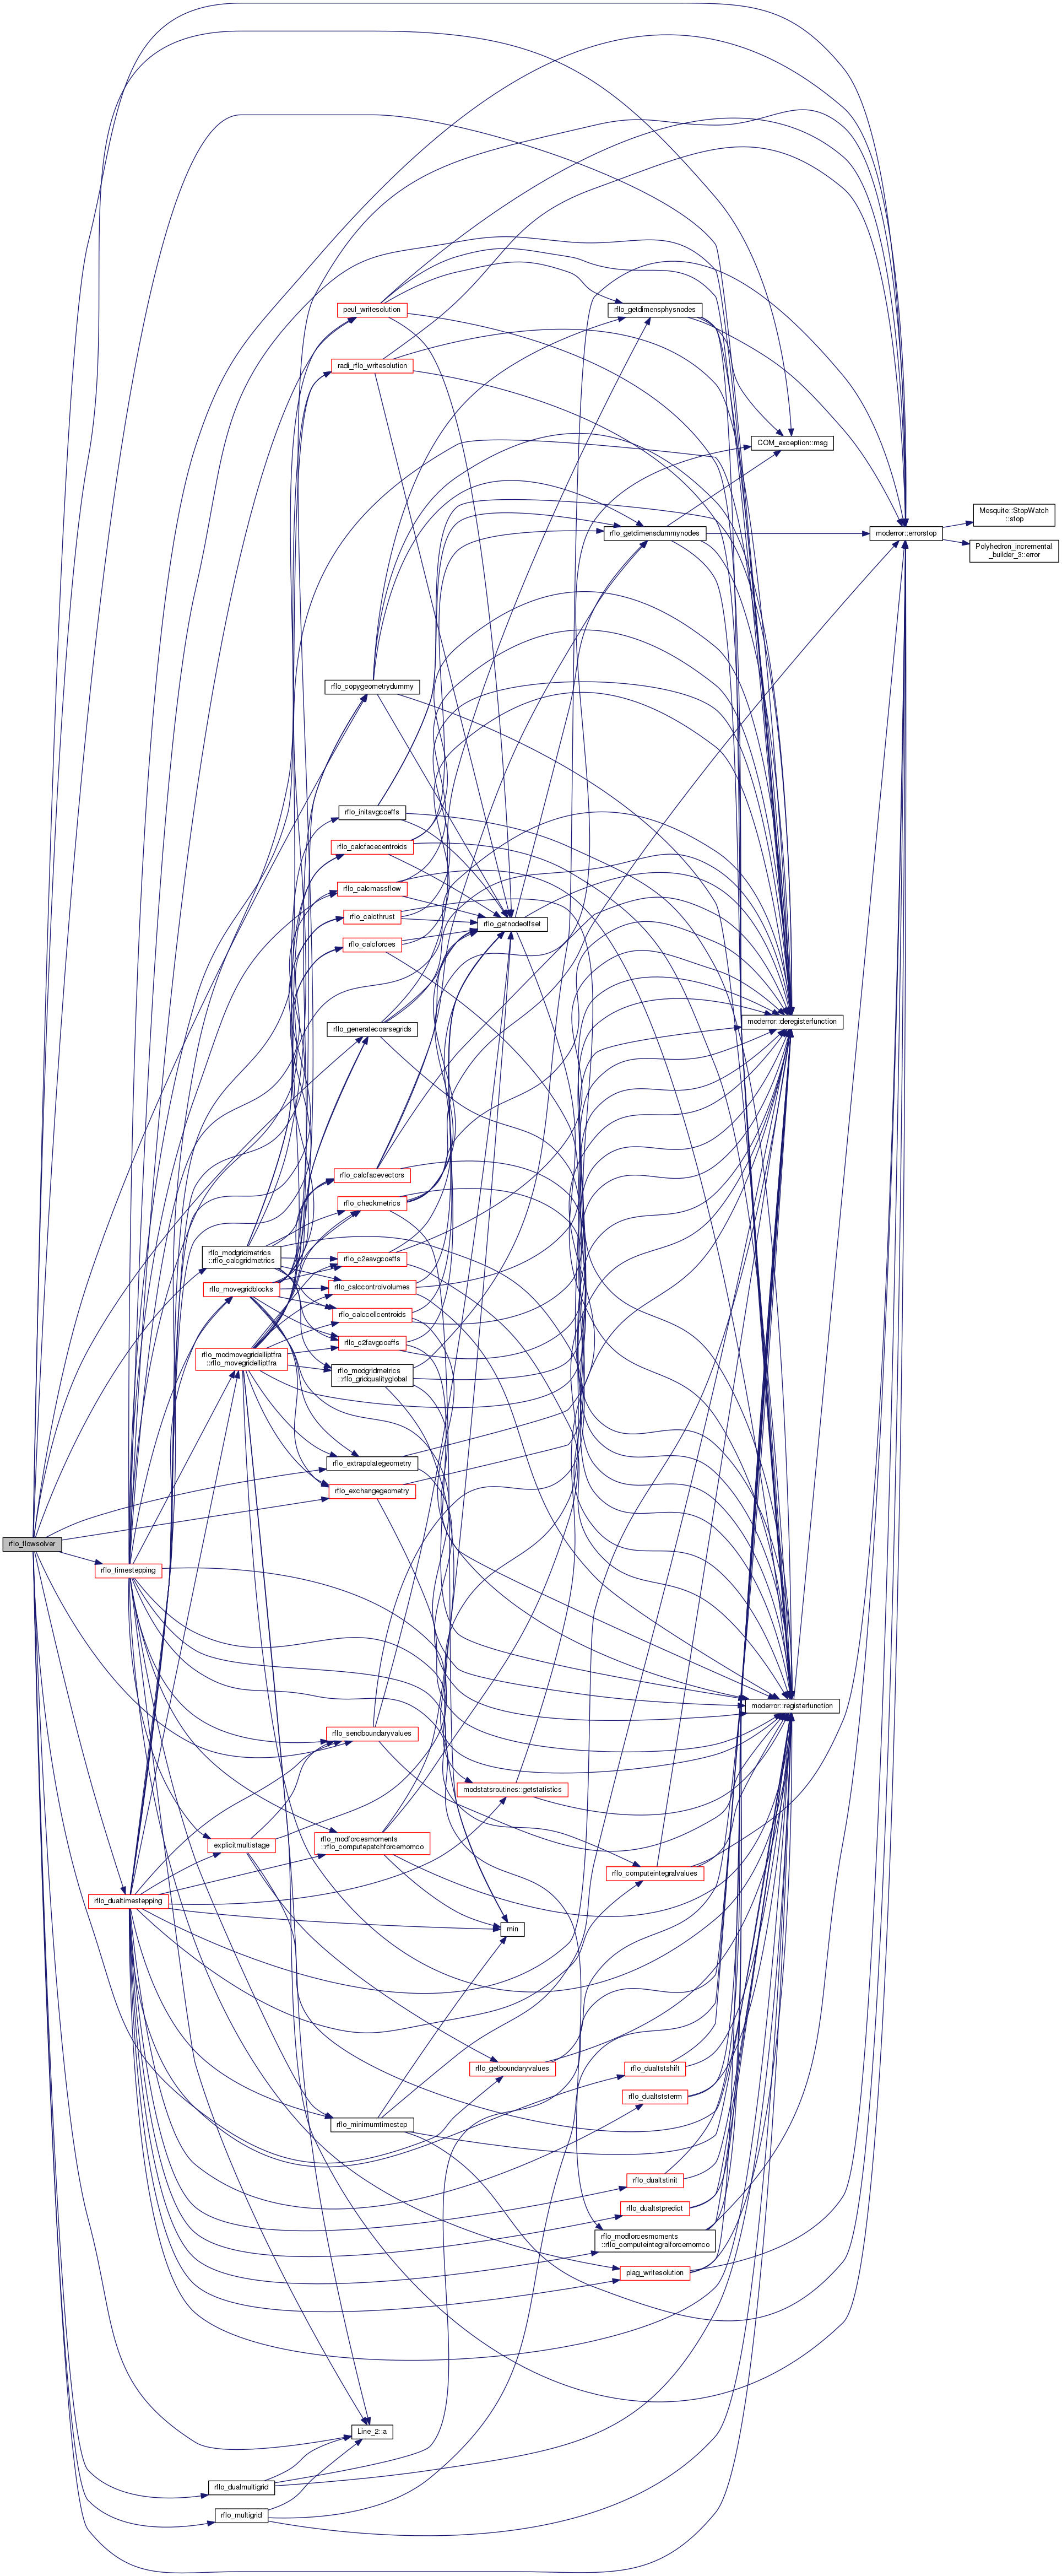 peul_writesolution
rflo_getdimensphysnodes
radi_rflo_writesolution
COM_exception::msg
Mesquite::StopWatch
::stop
rflo_getdimensdummynodes
moderror::errorstop
Polyhedron_incremental
_builder_3::error
rflo_copygeometrydummy
rflo_initavgcoeffs
rflo_calcfacecentroids
rflo_calcmassflow
rflo_calcthrust
rflo_getnodeoffset
rflo_calcforces
moderror::deregisterfunction
rflo_generatecoarsegrids
rflo_calcfacevectors
rflo_checkmetrics
rflo_modgridmetrics
::rflo_calcgridmetrics
rflo_c2eavgcoeffs
rflo_movegridblocks
rflo_calccontrolvolumes
rflo_calccellcentroids
rflo_c2favgcoeffs
rflo_modmovegridelliptfra
::rflo_movegridelliptfra
rflo_modgridmetrics
::rflo_gridqualityglobal
rflo_extrapolategeometry
rflo_exchangegeometry
rflo_flowsolver
rflo_timestepping
moderror::registerfunction
rflo_sendboundaryvalues
modstatsroutines::getstatistics
explicitmultistage
rflo_modforcesmoments
::rflo_computepatchforcemomco
rflo_computeintegralvalues
rflo_dualtimestepping
min
rflo_getboundaryvalues
rflo_dualtstshift
rflo_dualtststerm
rflo_minimumtimestep
rflo_dualtstinit
rflo_dualtstpredict
rflo_modforcesmoments
::rflo_computeintegralforcemomco
plag_writesolution
Line_2::a
rflo_dualmultigrid
rflo_multigrid